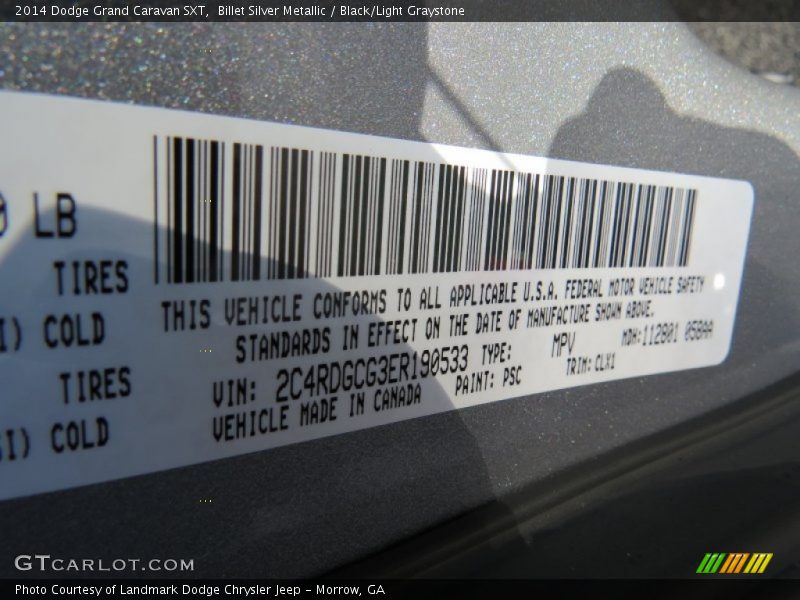 2014 Dodge Grand Caravan SXT, Billet Silver Metallic / Black/Light Graystone
LB
TIRES
COLD
TIRES
COLD
THIS VEHICLE CONFORMS TO ALL APPLICABLE U.S.A. FEDERAL MOTOR VEHICLE SAFETY
STANDARDS IN EFFECT ON THE DATE OF MANUFACTURE SHOWN ABOVE.
VIN: 2C4RDGCG3ER190533 TYPE: MPV MDH:112801 058AA
VEHICLE MADE IN CANADA PAINT: PSC TRIM: CLX1
GTCARLOT.COM
Photo Courtesy of Landmark Dodge Chrysler Jeep - Morrow, GA